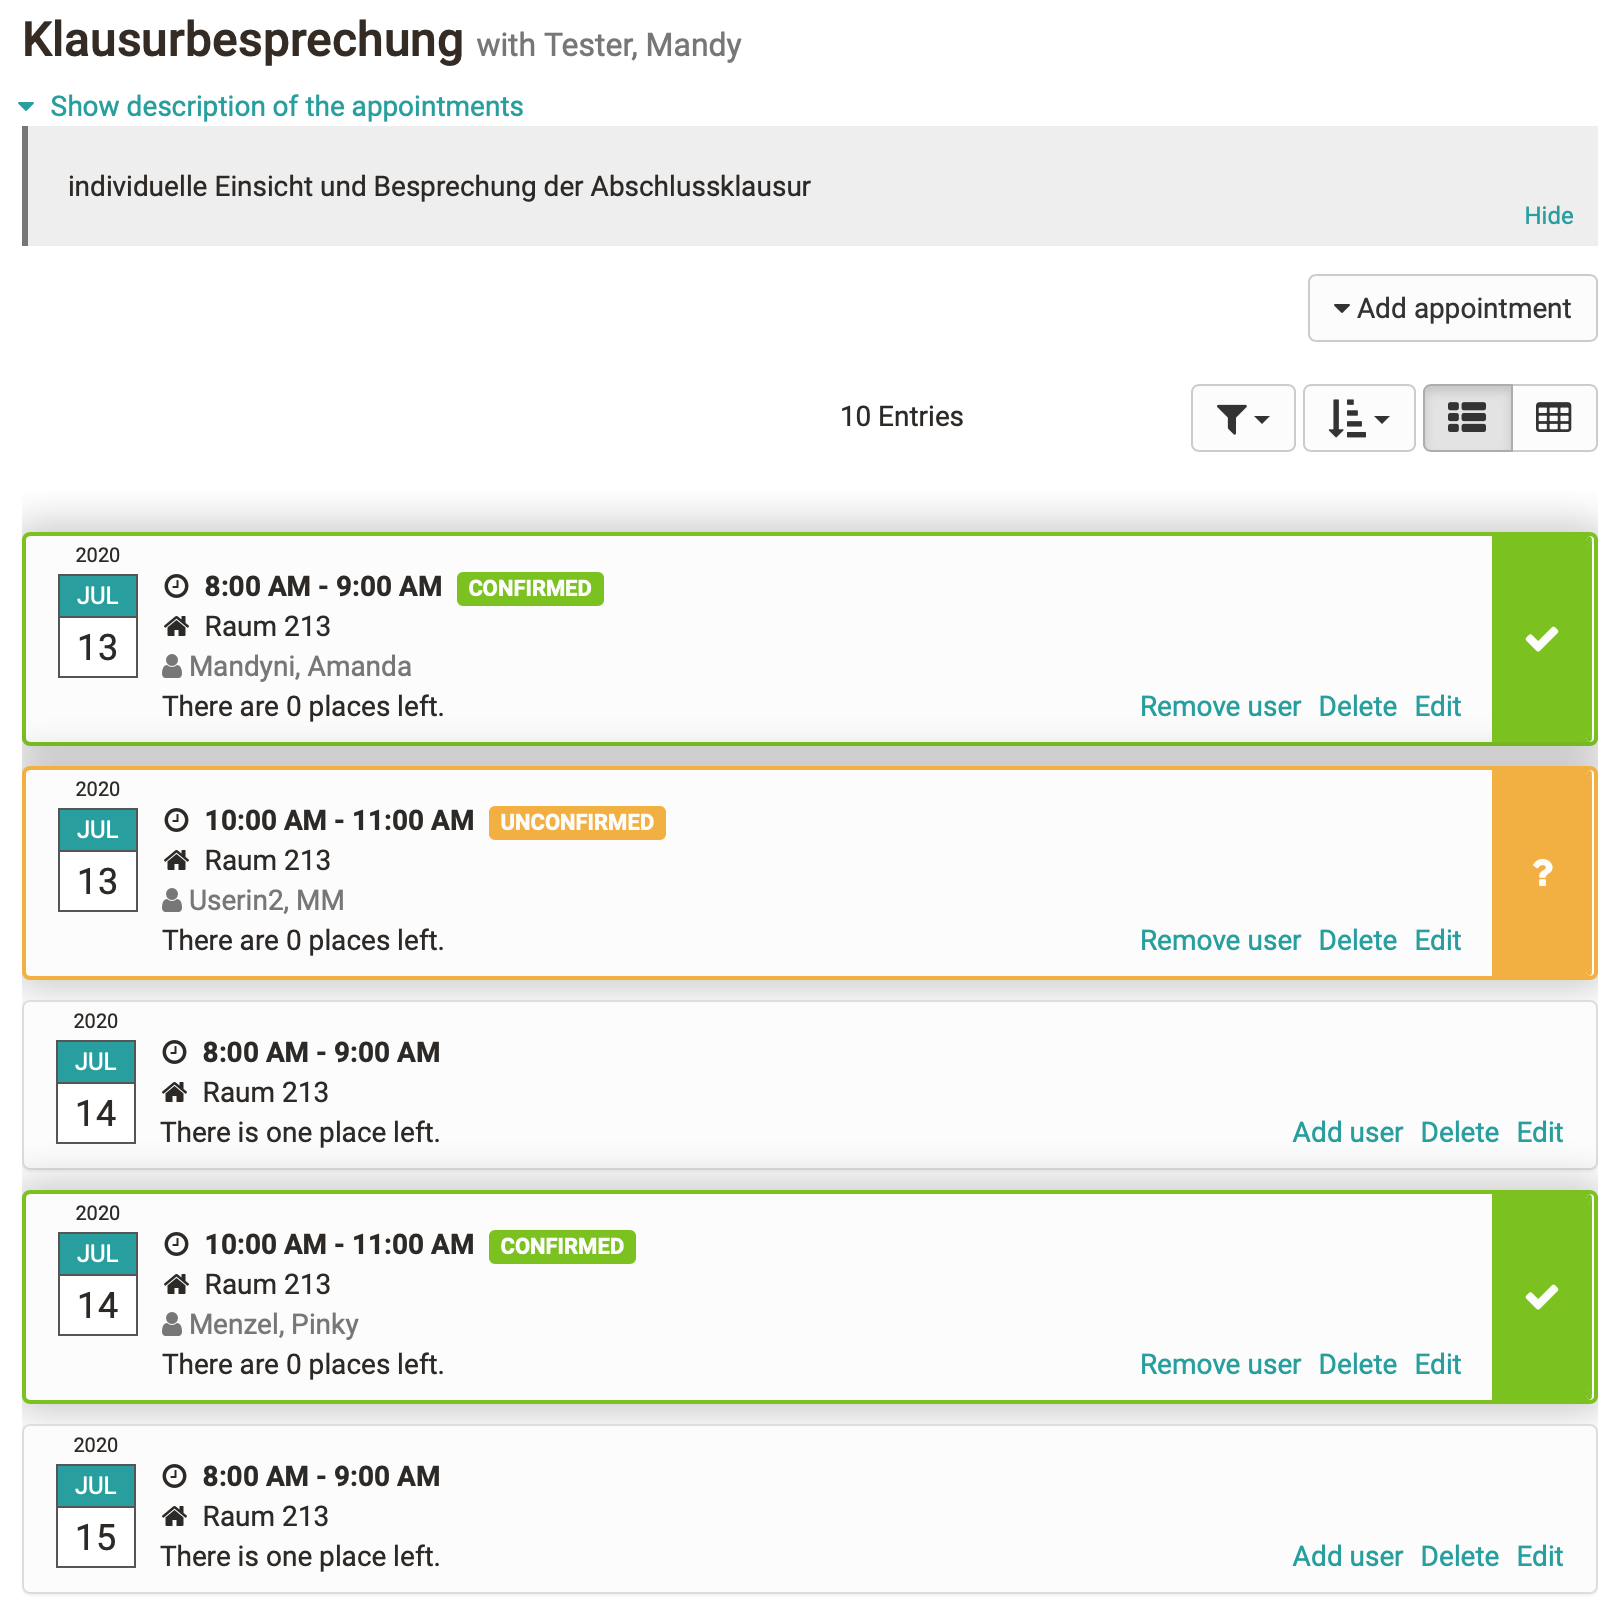 Klausurbesprechung with Tester, Mandy
Show description of the appointments
individuelle Einsicht und Besprechung der Abschlussklausur
Hide
Add appointment
10 Entries
2020
JUL
13
8:00 AM - 9:00 AM CONFIRMED
Raum 213
Mandyni, Amanda
There are 0 places left.
Remove user Delete Edit
2020
JUL
13
10:00 AM - 11:00 AM UNCONFIRMED
Raum 213
Userin2, MM
There are 0 places left.
Remove user Delete Edit
?
2020
JUL
14
8:00 AM - 9:00 AM
Raum 213
There is one place left.
Add user Delete Edit
2020
JUL
14
10:00 AM - 11:00 AM CONFIRMED
Raum 213
Menzel, Pinky
There are 0 places left.
Remove user Delete Edit
2020
JUL
15
8:00 AM - 9:00 AM
Raum 213
There is one place left.
Add user Delete Edit